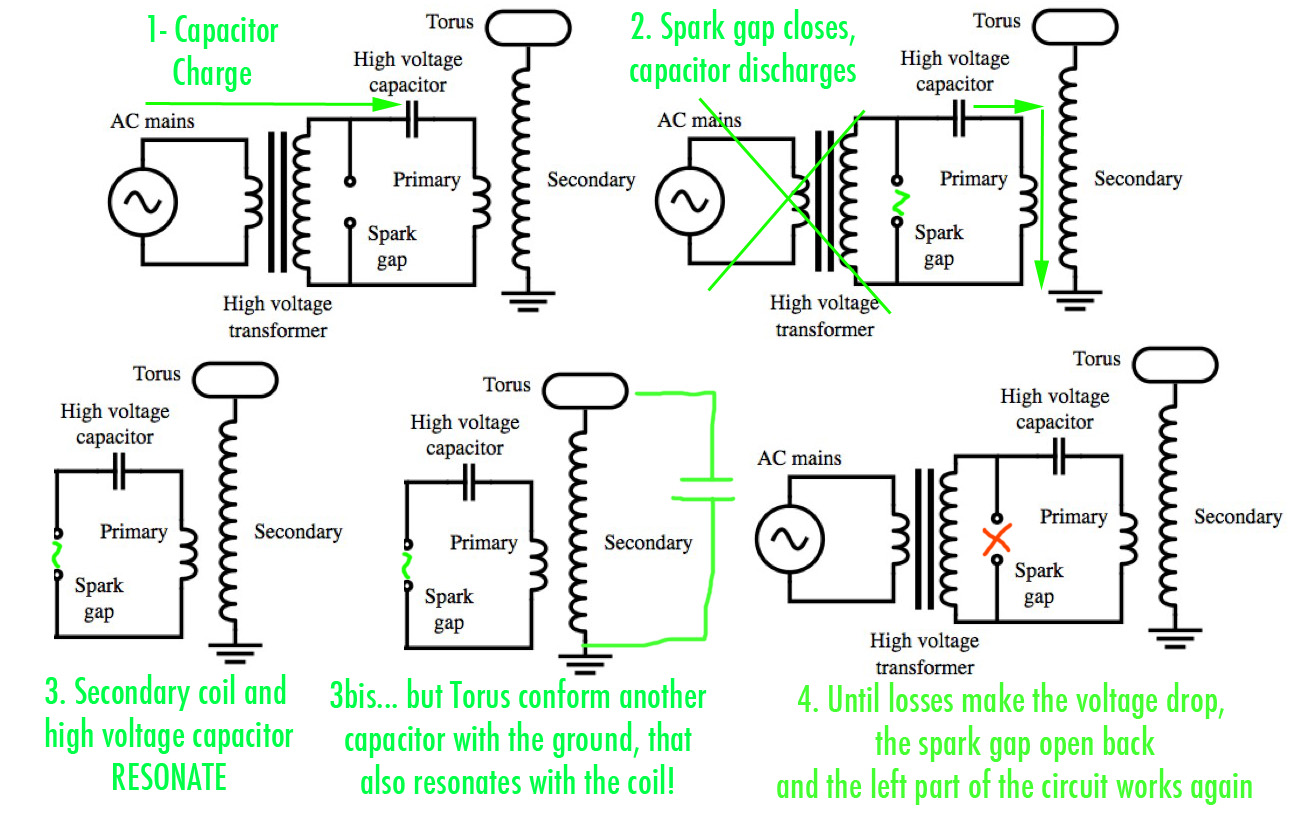 1- Capacitor
Charge
Torus
High voltage
capacitor
AC mains
Primary
Secondary
Spark
gap
High voltage
transformer
2. Spark gap closes,
capacitor discharges
Torus
High voltage
capacitor
AC mains
Primary
Secondary
Spark
gap
High voltage
transformer
Torus
High voltage
capacitor
Primary
Secondary
Spark
gap
3. Secondary coil and
high voltage capacitor
RESONATE
Torus
High voltage
capacitor
Primary
Secondary
Spark
gap
3bis... but Torus conform another
capacitor with the ground, that
also resonates with the coil!
Torus
High voltage
capacitor
AC mains
Primary
Secondary
Spark
gap
High voltage
transformer
4. Until losses make the voltage drop,
the spark gap open back
and the left part of the circuit works again